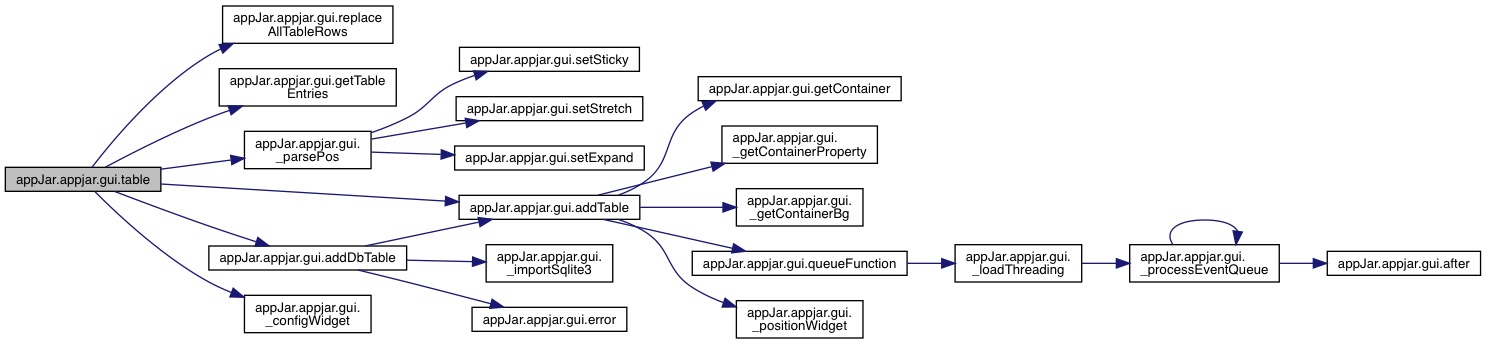 appJar.appjar.gui.table
appJar.appjar.gui.replace
AllTableRows
appJar.appjar.gui.getTable
Entries
appJar.appjar.gui.
_parsePos
appJar.appjar.gui.addDbTable
appJar.appjar.gui.
_configWidget
appJar.appjar.gui.setSticky
appJar.appjar.gui.setStretch
appJar.appjar.gui.setExpand
appJar.appjar.gui.addTable
appJar.appjar.gui.
_importSqlite3
appJar.appjar.gui.error
appJar.appjar.gui.getContainer
appJar.appjar.gui.
_getContainerProperty
appJar.appjar.gui.
_getContainerBg
appJar.appjar.gui.queueFunction
appJar.appjar.gui.
_positionWidget
appJar.appjar.gui.
_loadThreading
appJar.appjar.gui.
_processEventQueue
appJar.appjar.gui.after